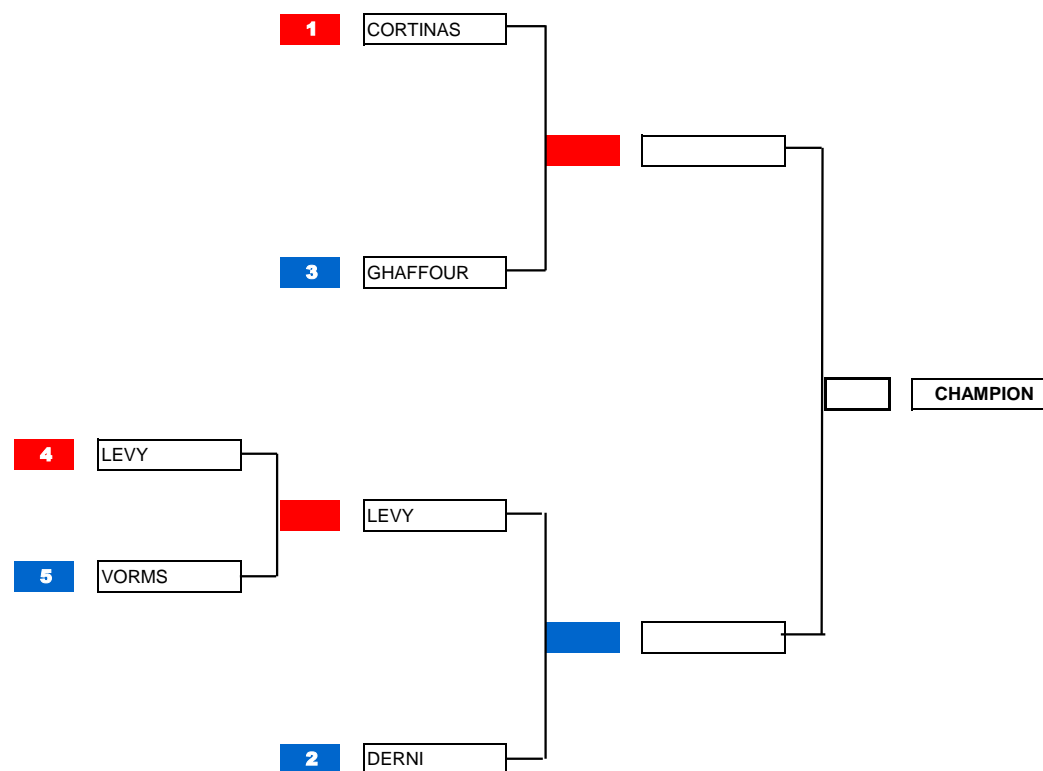 1 CORTINAS
3 GHAFFOUR
CHAMPION
4 LEVY
LEVY
5 VORMS
2 DERNI